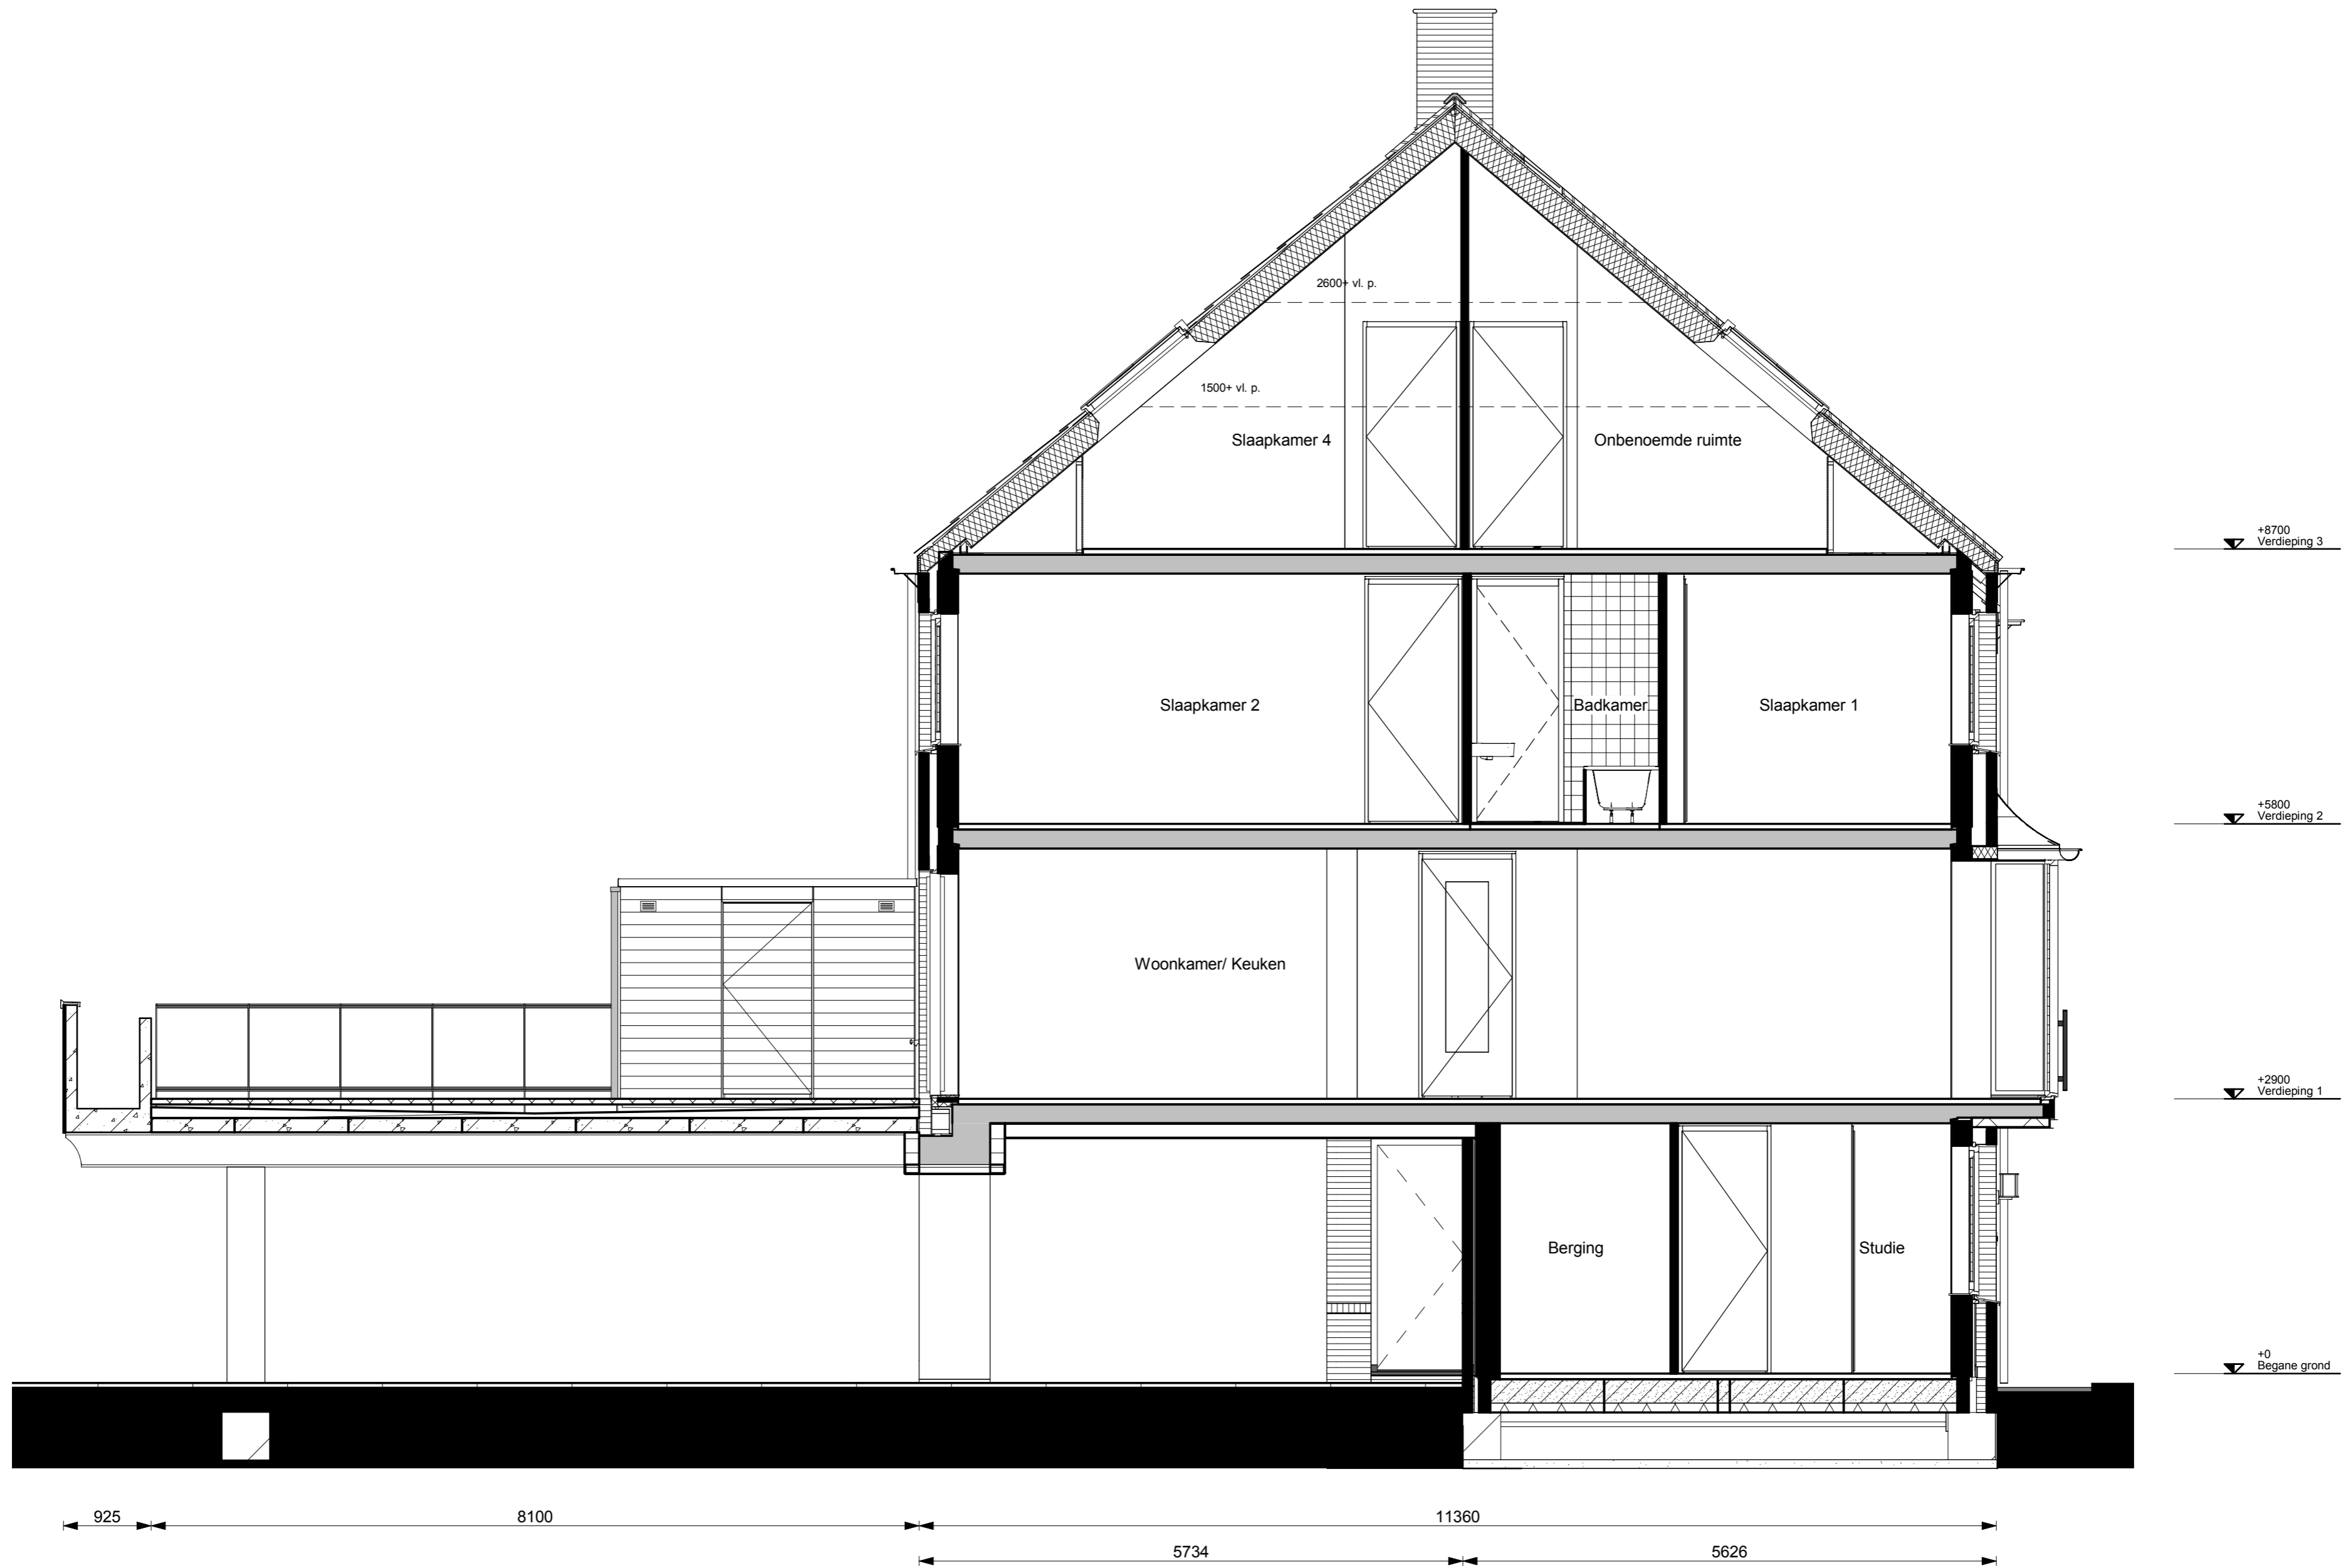 2600+ vl. p.
1500+ vl. p.
Slaapkamer 4
Onbenoemde ruimte
+8700
Verdieping 3
Slaapkamer 2
Badkamer
Slaapkamer 1
+5800
Verdieping 2
Woonkamer/ Keuken
+2900
Verdieping 1
Berging
Studie
+0
Begane grond
925
8100
11360
5734
5626